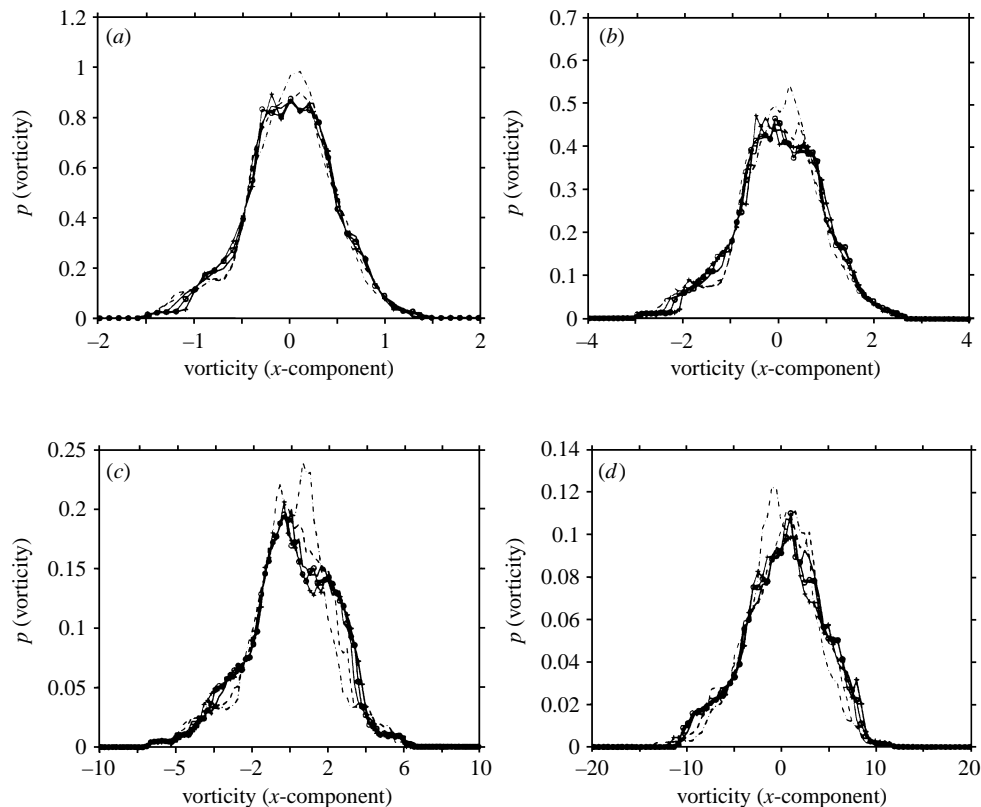 1.2
1
0.8
0.6
0.4
0.2
0
(a)
p (vorticity)
–2 –1 0 1 2
vorticity (x-component)
0.7
0.6
0.5
0.4
0.3
0.2
0.1
0
(b)
p (vorticity)
–4 –2 0 2 4
vorticity (x-component)
0.25
0.2
0.15
0.1
0.05
0
(c)
p (vorticity)
–10 –5 –2 2 6 10
vorticity (x-component)
0.14
0.12
0.1
0.08
0.06
0.04
0.02
0
(d)
p (vorticity)
–20 –10 0 10 20
vorticity (x-component)